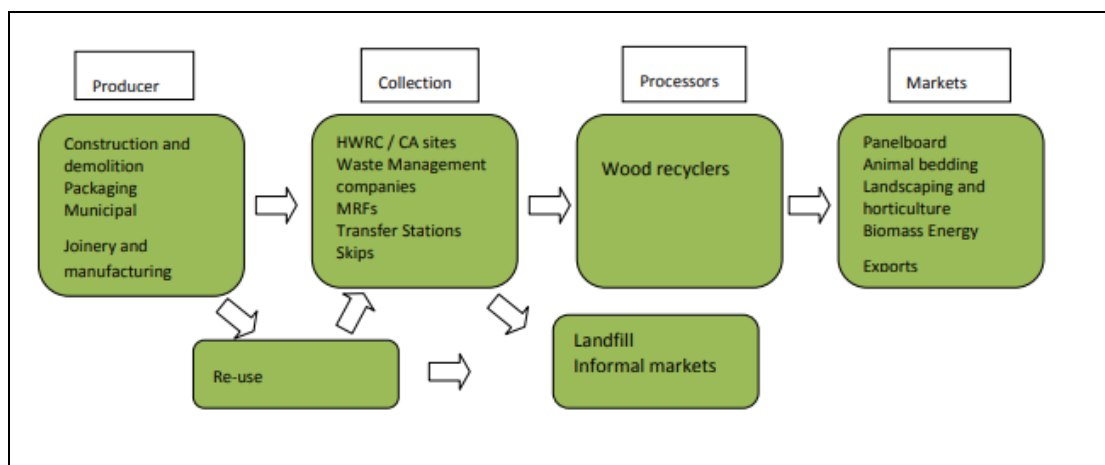 Producer
Collection
Processors
Markets
Construction and
demolition
Packaging
Municipal
Joinery and
manufacturing
HWRC / CA sites
Waste Management
companies
MRFs
Transfer Stations
Skips
Wood recyclers
Panelboard
Animal bedding
Landscaping and
horticulture
Biomass Energy
Exports
Re-use
Landfill
Informal markets